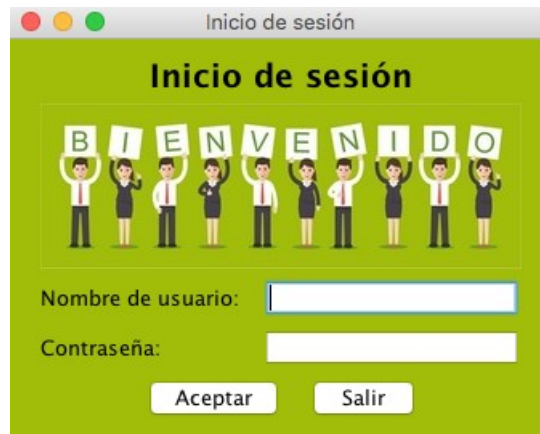 Inicio de sesión
Inicio de sesión
BIENVENIDO
Nombre de usuario:
Contraseña:
Aceptar Salir